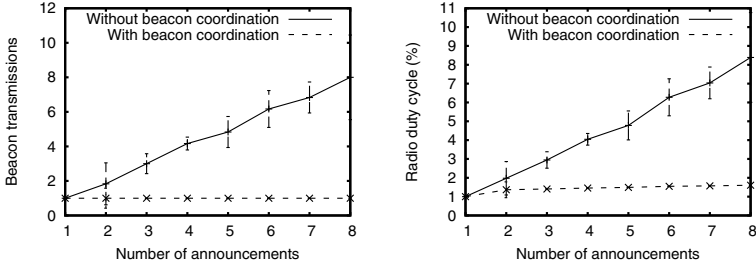 Without beacon coordination
With beacon coordination
12
10
8
6
4
2
0
1 2 3 4 5 6 7 8
Beacon transmissions
Number of announcements
Without beacon coordination
With beacon coordination
11
10
9
8
7
6
5
4
3
2
1
0
1 2 3 4 5 6 7 8
Radio duty cycle (%)
Number of announcements